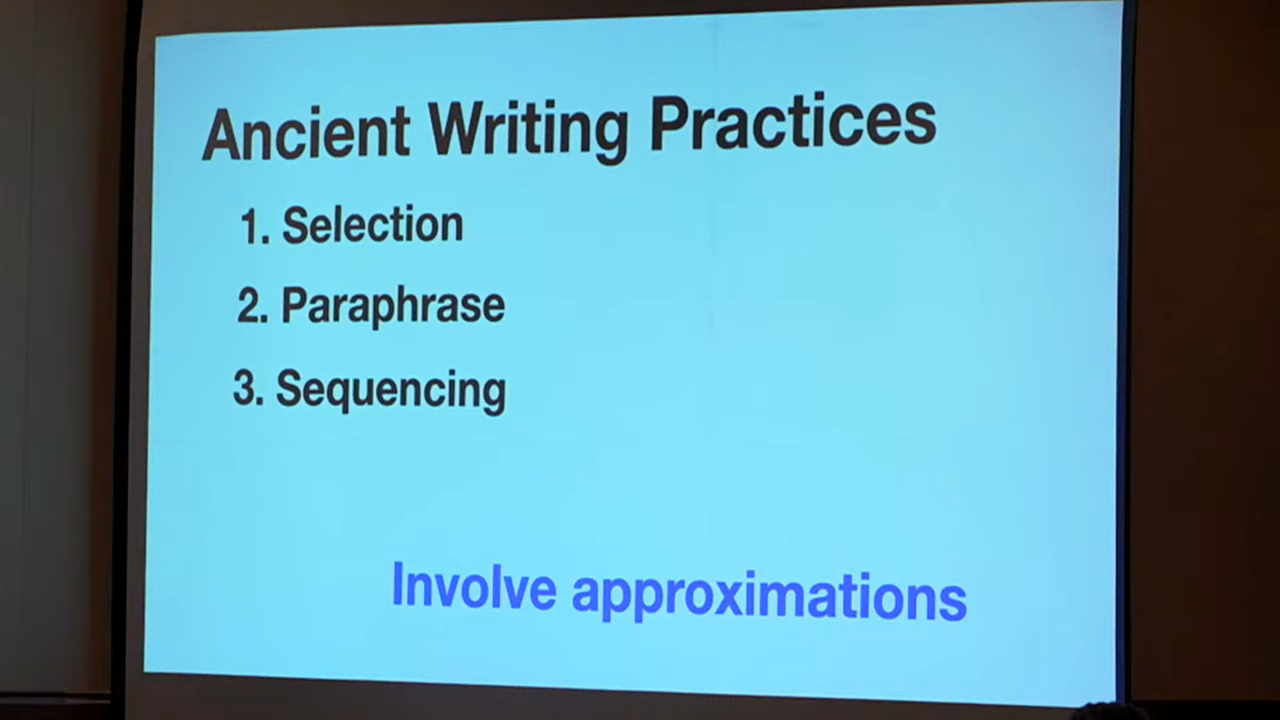 Ancient Writing Practices
1. Selection
2. Paraphrase
3. Sequencing
Involve approximations